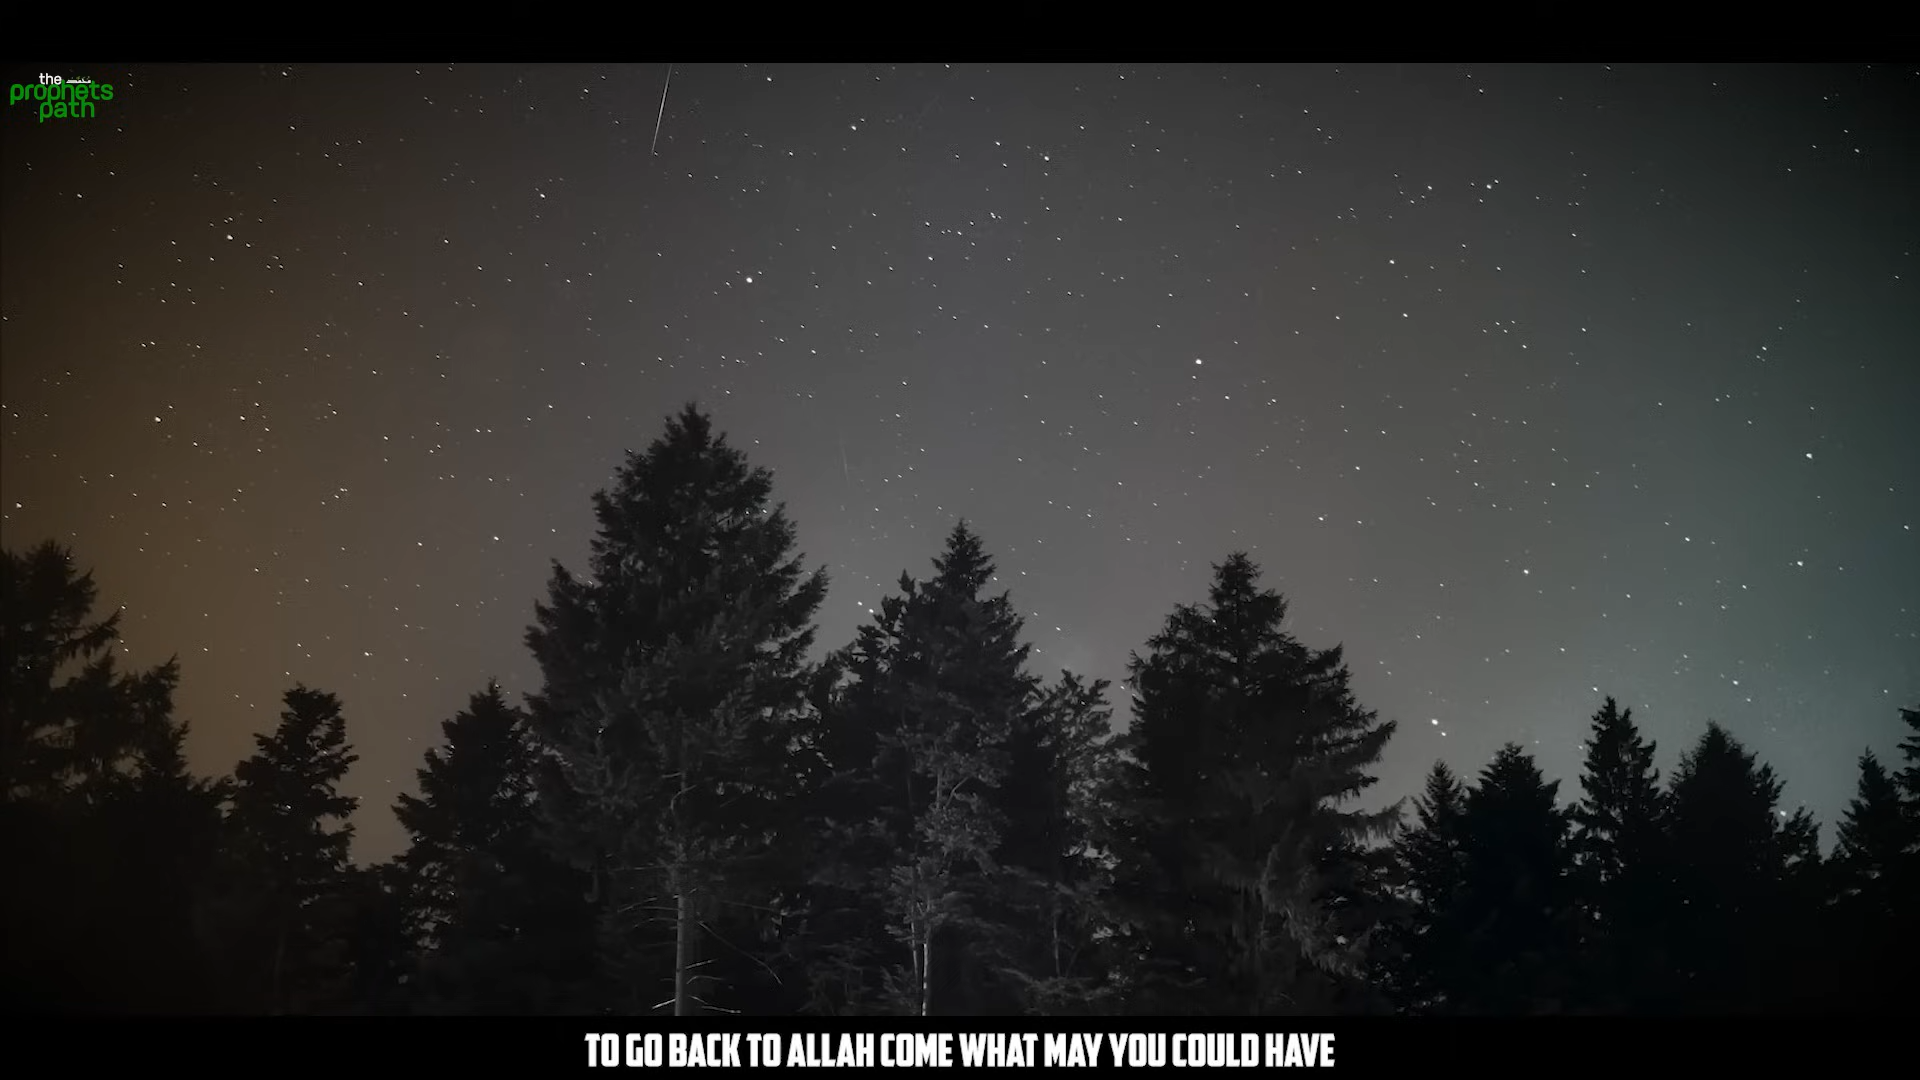 the
prophets
path
TO GO BACK TO ALLAH COME WHAT MAY YOU COULD HAVE